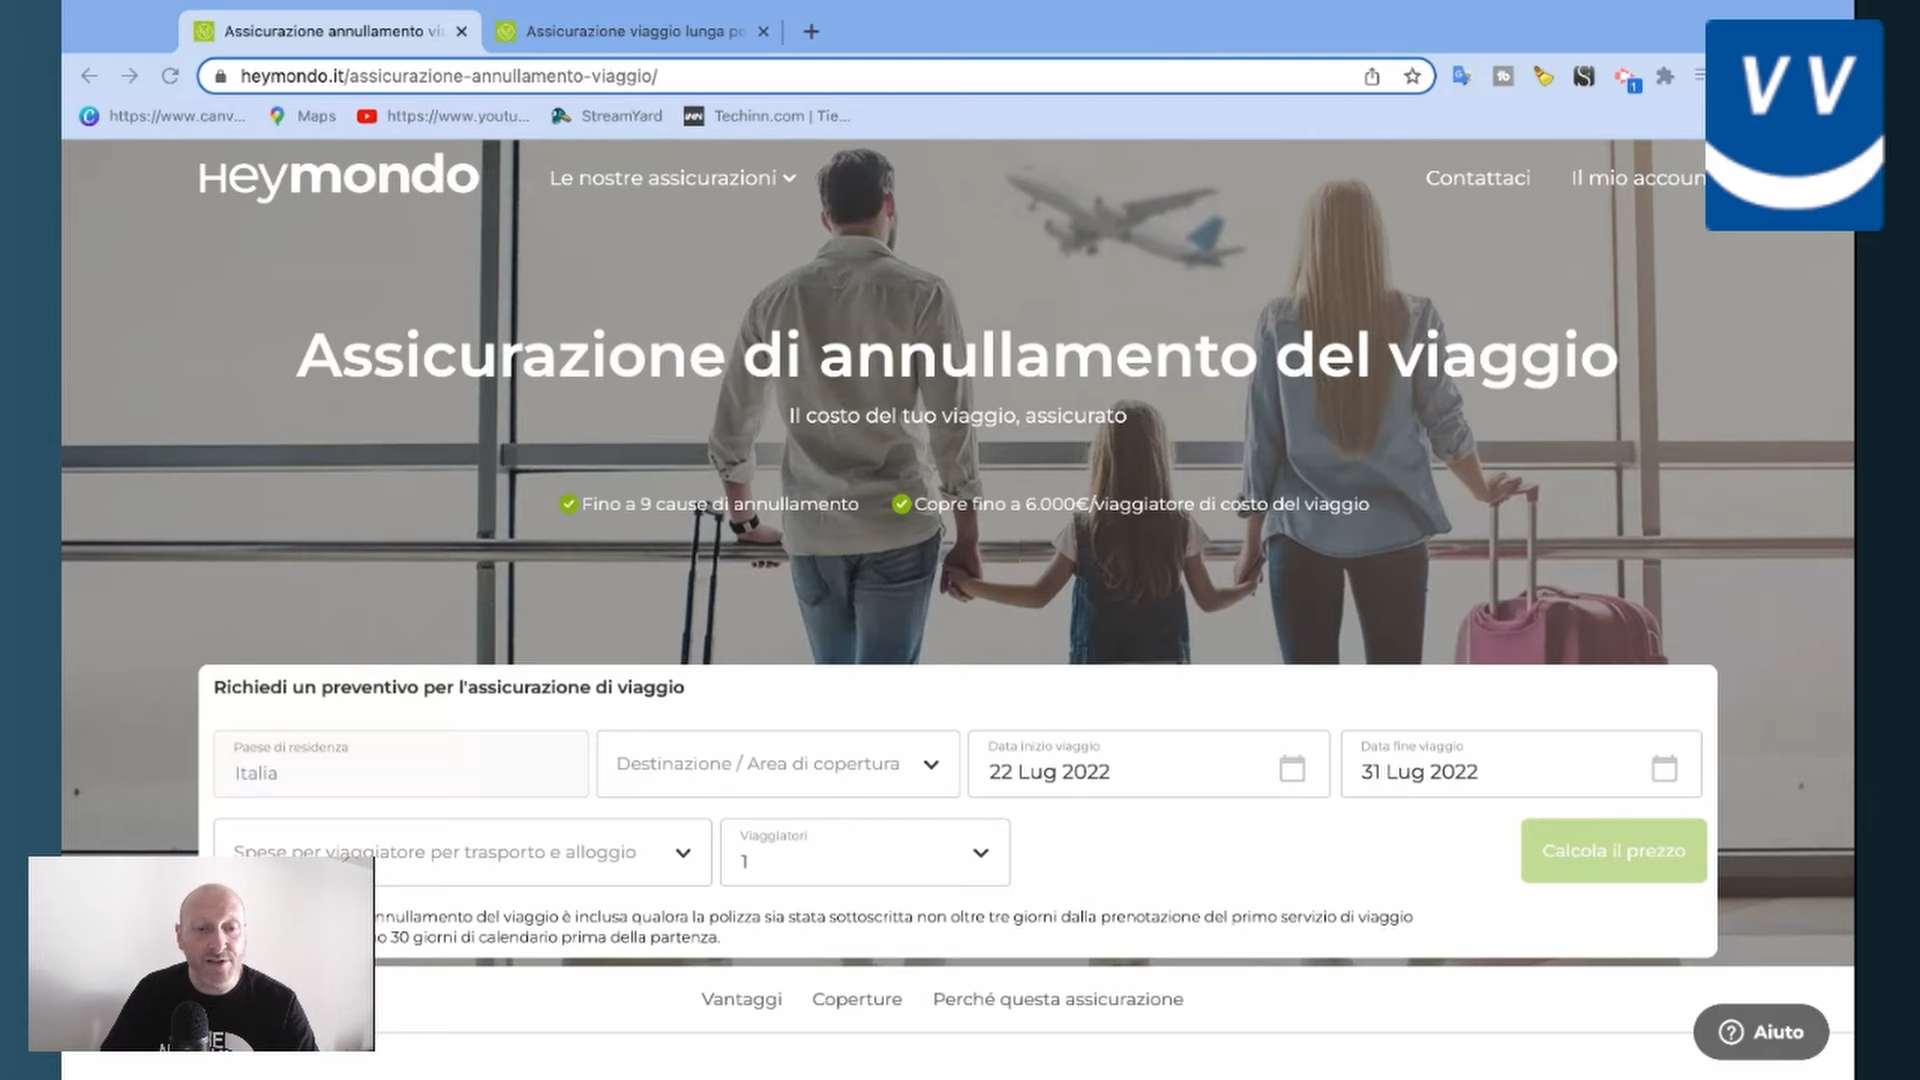 Assicurazione annullamento via
Assicurazione viaggio lunga pe
heymondo.it/assicurazione-annullamento-viaggio/
https://www.canv...
Maps
https://www.youtu...
StreamYard
Techinn.com | Tie...
VV
Heymondo
Le nostre assicurazioni
Contattaci
Il mio accoun
Assicurazione di annullamento del viaggio
Il costo del tuo viaggio, assicurato
Fino a 9 cause di annullamento
Copre fino a 6.000€/viaggiatore di costo del viaggio
Richiedi un preventivo per l'assicurazione di viaggio
Paese di residenza
Italia
Destinazione / Area di copertura
Data inizio viaggio
22 Lug 2022
Data fine viaggio
31 Lug 2022
Spese per viaggiatore per trasporto e alloggio
Viaggiatori
1
Calcola il prezzo
nnullamento del viaggio è inclusa qualora la polizza sia stata sottoscritta non oltre tre giorni dalla prenotazione del primo servizio di viaggio
o 30 giorni di calendario prima della partenza.
Vantaggi
Coperture
Perché questa assicurazione
Aiuto